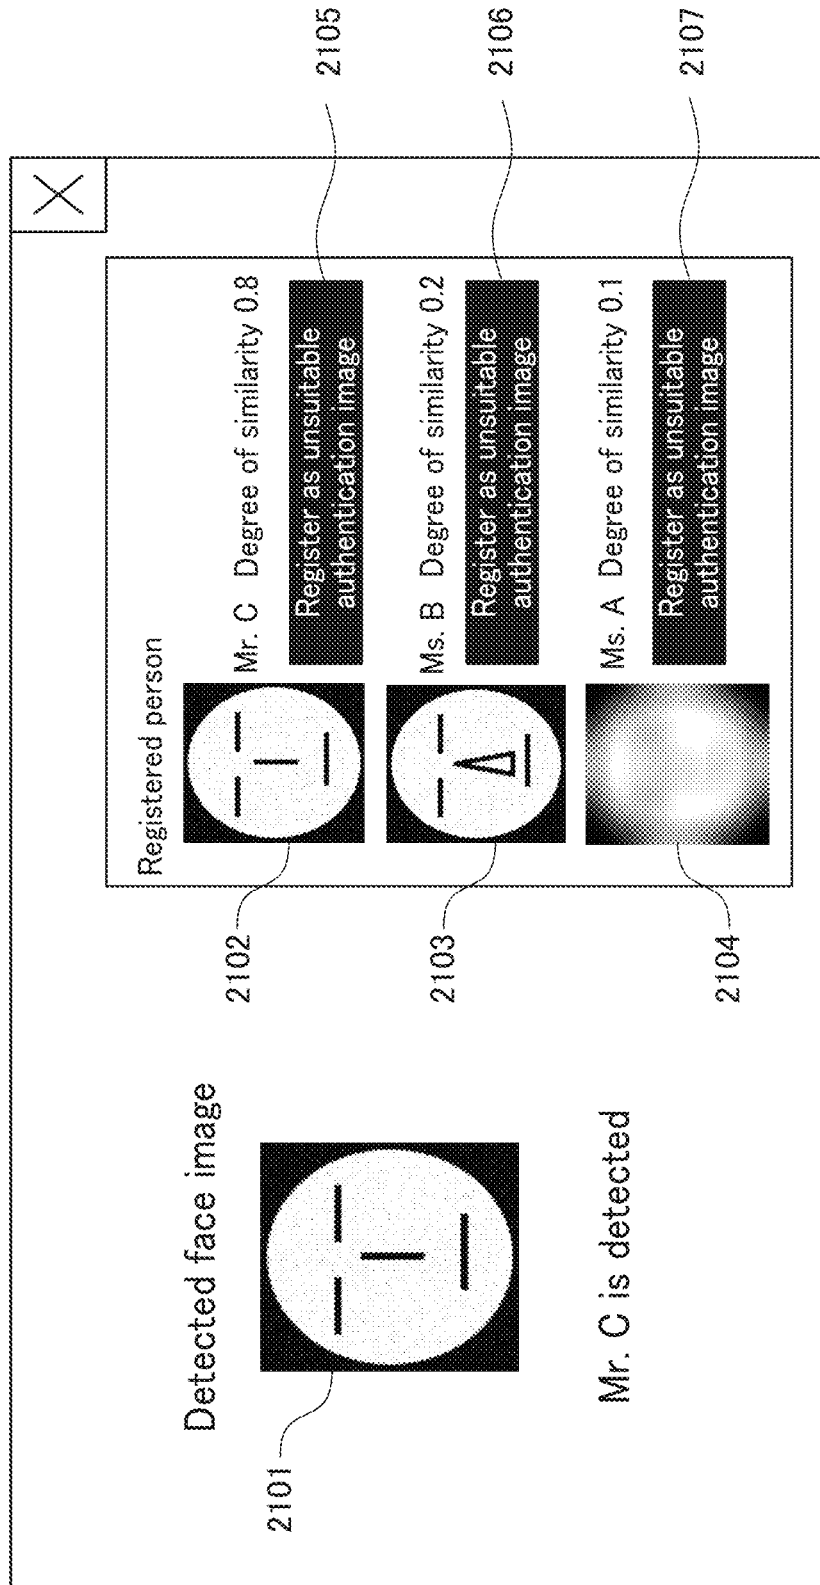 Detected face image
2101
Mr. C is detected
Registered person
2102
Mr. C Degree of similarity 0.8
Register as unsuitable
authentication image
2105
2103
Ms. B Degree of similarity 0.2
Register as unsuitable
authentication image
2106
2104
Ms. A Degree of similarity 0.1
Register as unsuitable
authentication image
2107